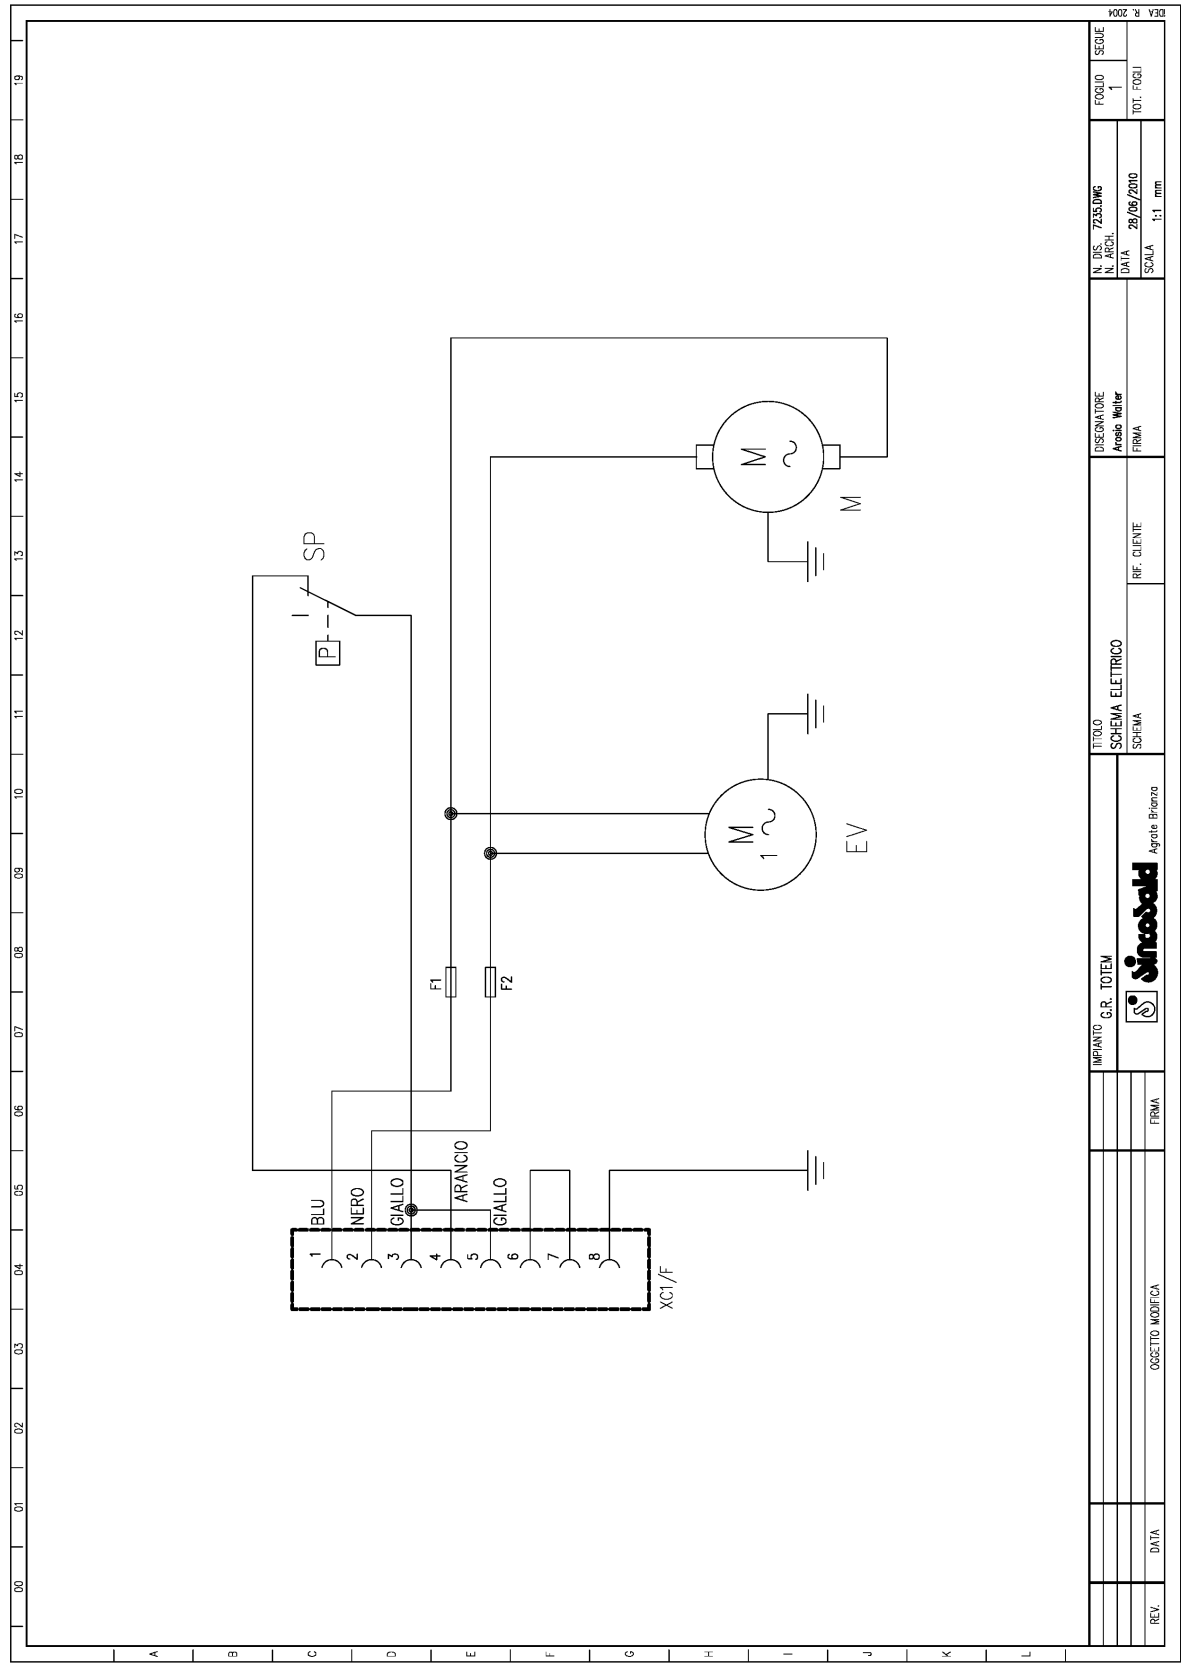 00 01 02 03 04 05 06 07 08 09 10 11 12 13 14 15 16 17 18 19
A
B
C
D
E
F
G
H
I
J
K
L
SP
P
I
BLU
NERO
GIALLO
ARANCIO
GIALLO
1
2
3
4
5
6
7
8
XC1/F
F1
F2
M
1
EV
M
M
REV.
DATA
OGGETTO MODIFICA
FIRMA
IMPIANTO
G.R. TOTEM
sincosald Agrate Brianza
TITOLO
SCHEMA ELETTRICO
SCHEMA
RIF. CLIENTE
DISEGNATORE
Arosio Walter
FIRMA
N. DIS. 7235.DWG
N. ARCH.
DATA
28/06/2010
SCALA 1:1 mm
FOGLIO
1
SEGUE
TOT. FOGLI
iDEA R. 2004